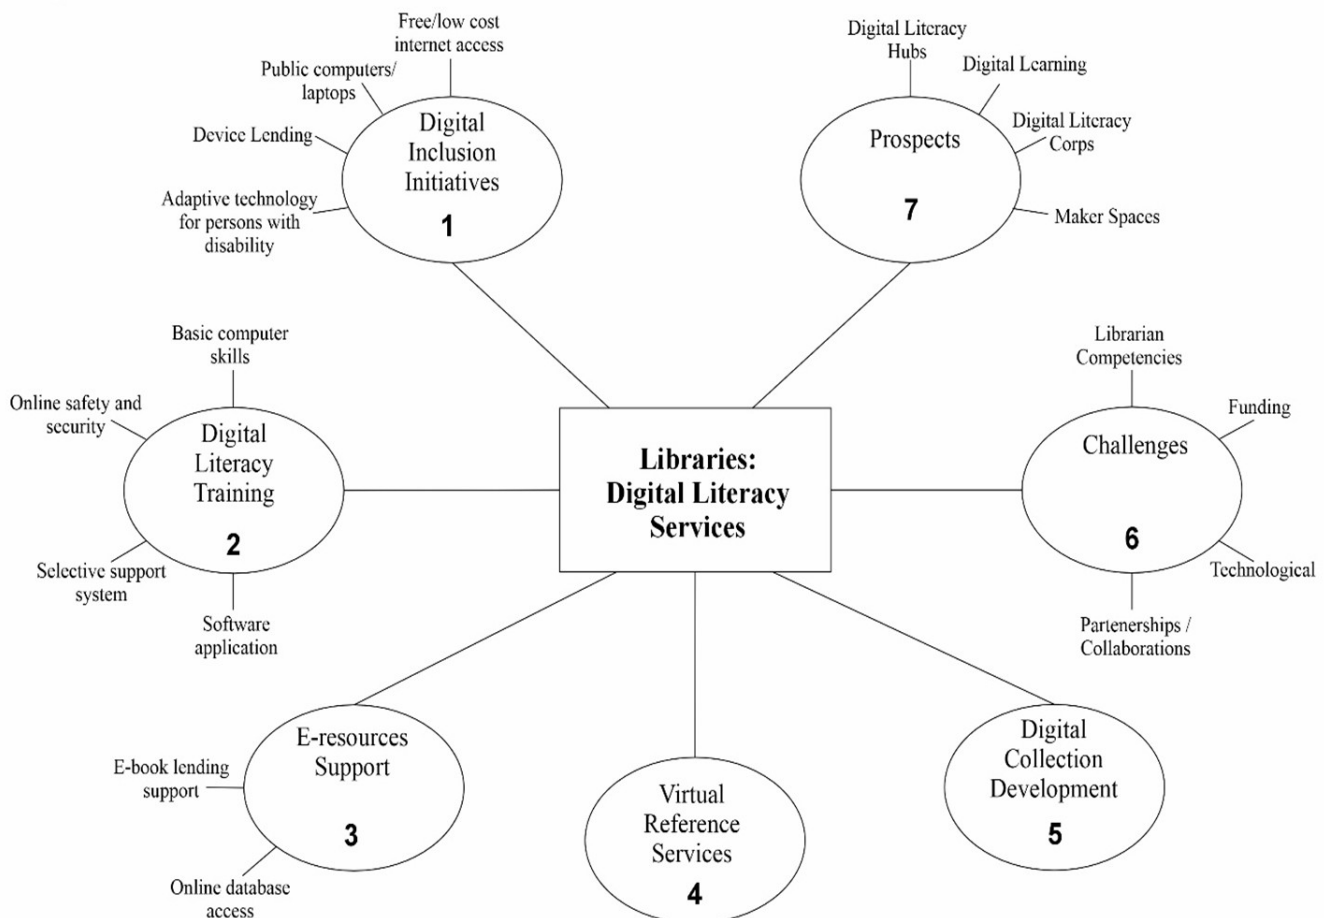 Free/low cost
internet access
Public computers/
laptops
Device Lending
Adaptive technology
for persons with
disability
Digital
Inclusion
Initiatives
1
Digital Literacy
Hubs
Digital Learning
Digital Literacy
Corps
Maker Spaces
Prospects
7
Basic computer
skills
Online safety and
security
Digital
Literacy
Training
2
Selective support
system
Software
application
Libraries:
Digital Literacy
Services
Librarian
Competencies
Funding
Challenges
6
Technological
Partenerships /
Collaborations
E-resources
Support
3
E-book lending
support
Online database
access
Virtual
Reference
Services
4
Digital
Collection
Development
5